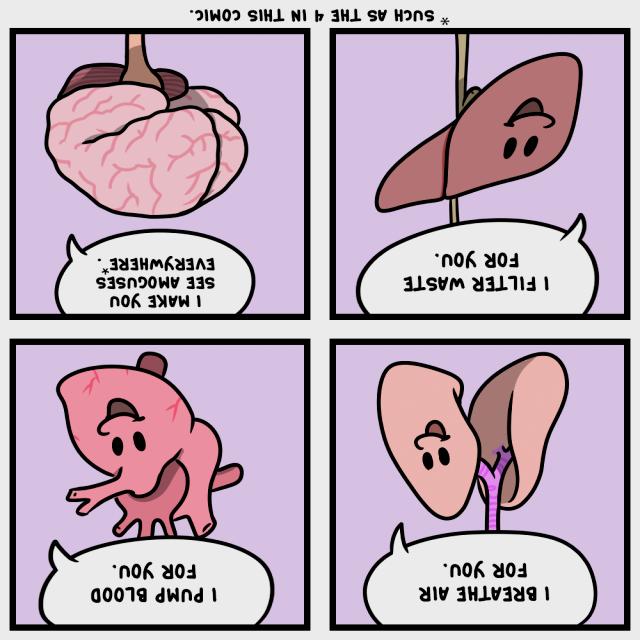 I BREATHE AIR
FOR YOU.
I PUMP BLOOD
FOR YOU.
I FILTER WASTE
FOR YOU.
I MAKE YOU
SEE AMOGUSES
EVERYWHERE*.
* SUCH AS THE 4 IN THIS COMIC.